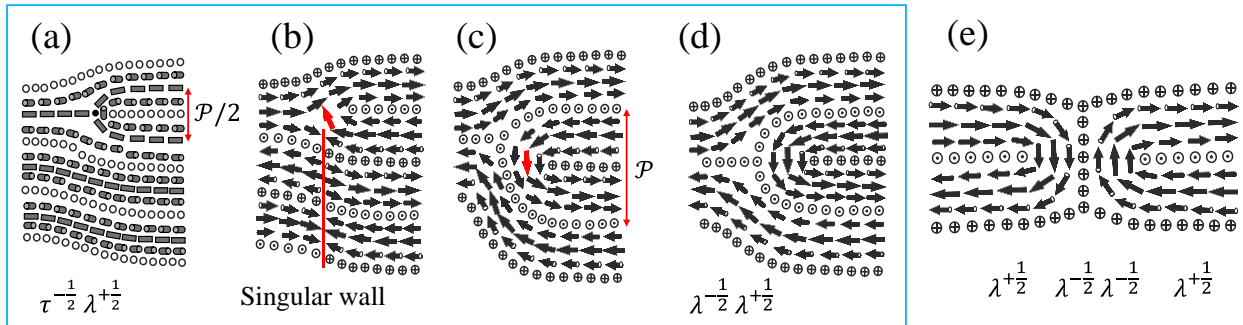 (a)
(b)
(c)
(d)
(e)
𝒫/2
𝒫
Singular wall
τ^{-1/2} λ^{+1/2}
λ^{-1/2} λ^{+1/2}
λ^{+1/2} λ^{-1/2} λ^{-1/2} λ^{+1/2}